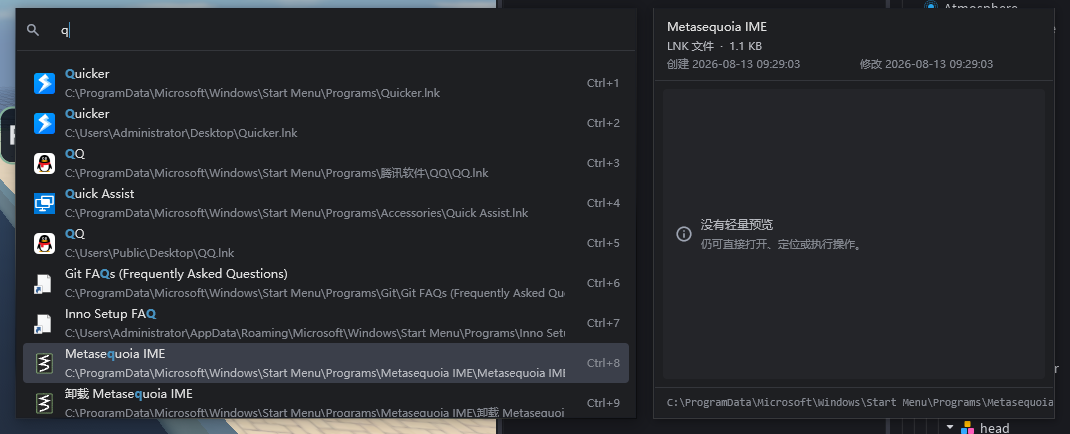 q
Quicker
C:\ProgramData\Microsoft\Windows\Start Menu\Programs\Quicker.lnk
Ctrl+1
Quicker
C:\Users\Administrator\Desktop\Quicker.lnk
Ctrl+2
QQ
C:\ProgramData\Microsoft\Windows\Start Menu\Programs\腾讯软件\QQ\QQ.lnk
Ctrl+3
Quick Assist
C:\ProgramData\Microsoft\Windows\Start Menu\Programs\Accessories\Quick Assist.lnk
Ctrl+4
QQ
C:\Users\Public\Desktop\QQ.lnk
Ctrl+5
Git FAQs (Frequently Asked Questions)
C:\ProgramData\Microsoft\Windows\Start Menu\Programs\Git\Git FAQs (Frequently Asked Qu
Ctrl+6
Inno Setup FAQ
C:\Users\Administrator\AppData\Roaming\Microsoft\Windows\Start Menu\Programs\Inno Set
Ctrl+7
Metasequoia IME
C:\ProgramData\Microsoft\Windows\Start Menu\Programs\Metasequoia IME\Metasequoia IME
Ctrl+8
卸载 Metasequoia IME
C:\ProgramData\Microsoft\Windows\Start Menu\Programs\Metasequoia IME\卸载 Metasequoi
Ctrl+9
Metasequoia IME
LNK 文件 · 1.1 KB
创建 2026-08-13 09:29:03 修改 2026-08-13 09:29:03
没有轻量预览
仍可直接打开、定位或执行操作。
C:\ProgramData\Microsoft\Windows\Start Menu\Programs\Metasequoia
Atmosphere
head